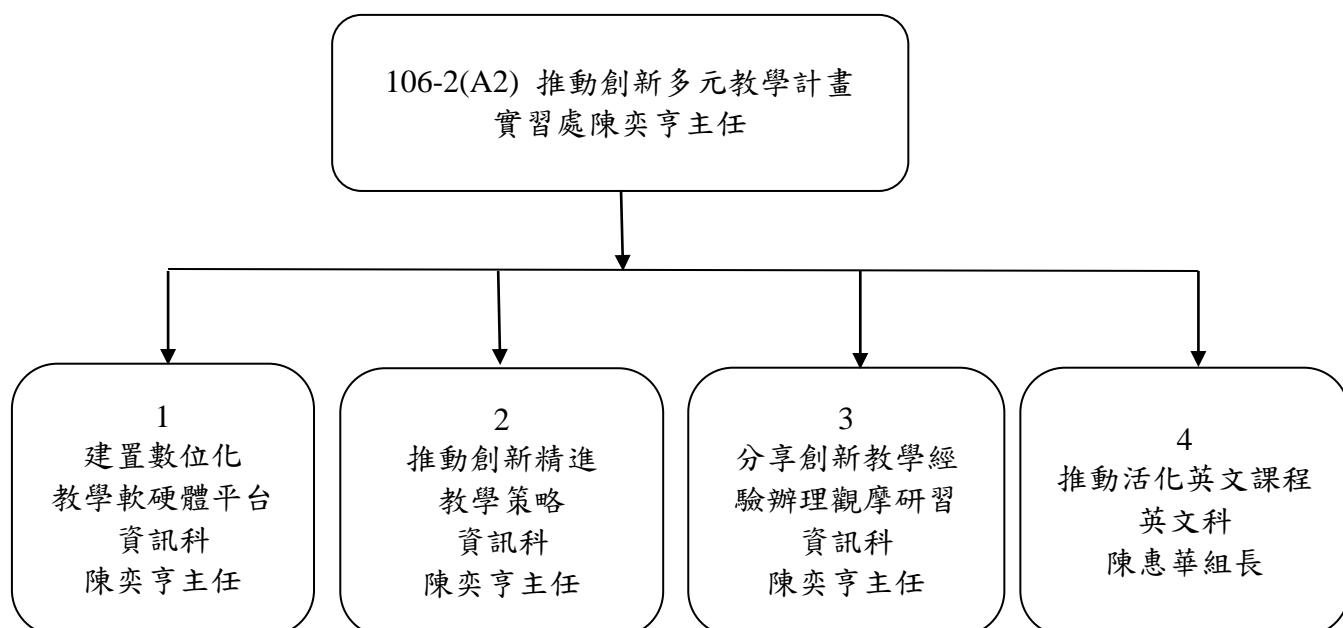 106-2(A2) 推動創新多元教學計畫
實習處陳奕亨主任
1
建置數位化
教學軟硬體平台
資訊科
陳奕亨主任
2
推動創新精進
教學策略
資訊科
陳奕亨主任
3
分享創新教學經
驗辦理觀摩研習
資訊科
陳奕亨主任
4
推動活化英文課程
英文科
陳惠華組長